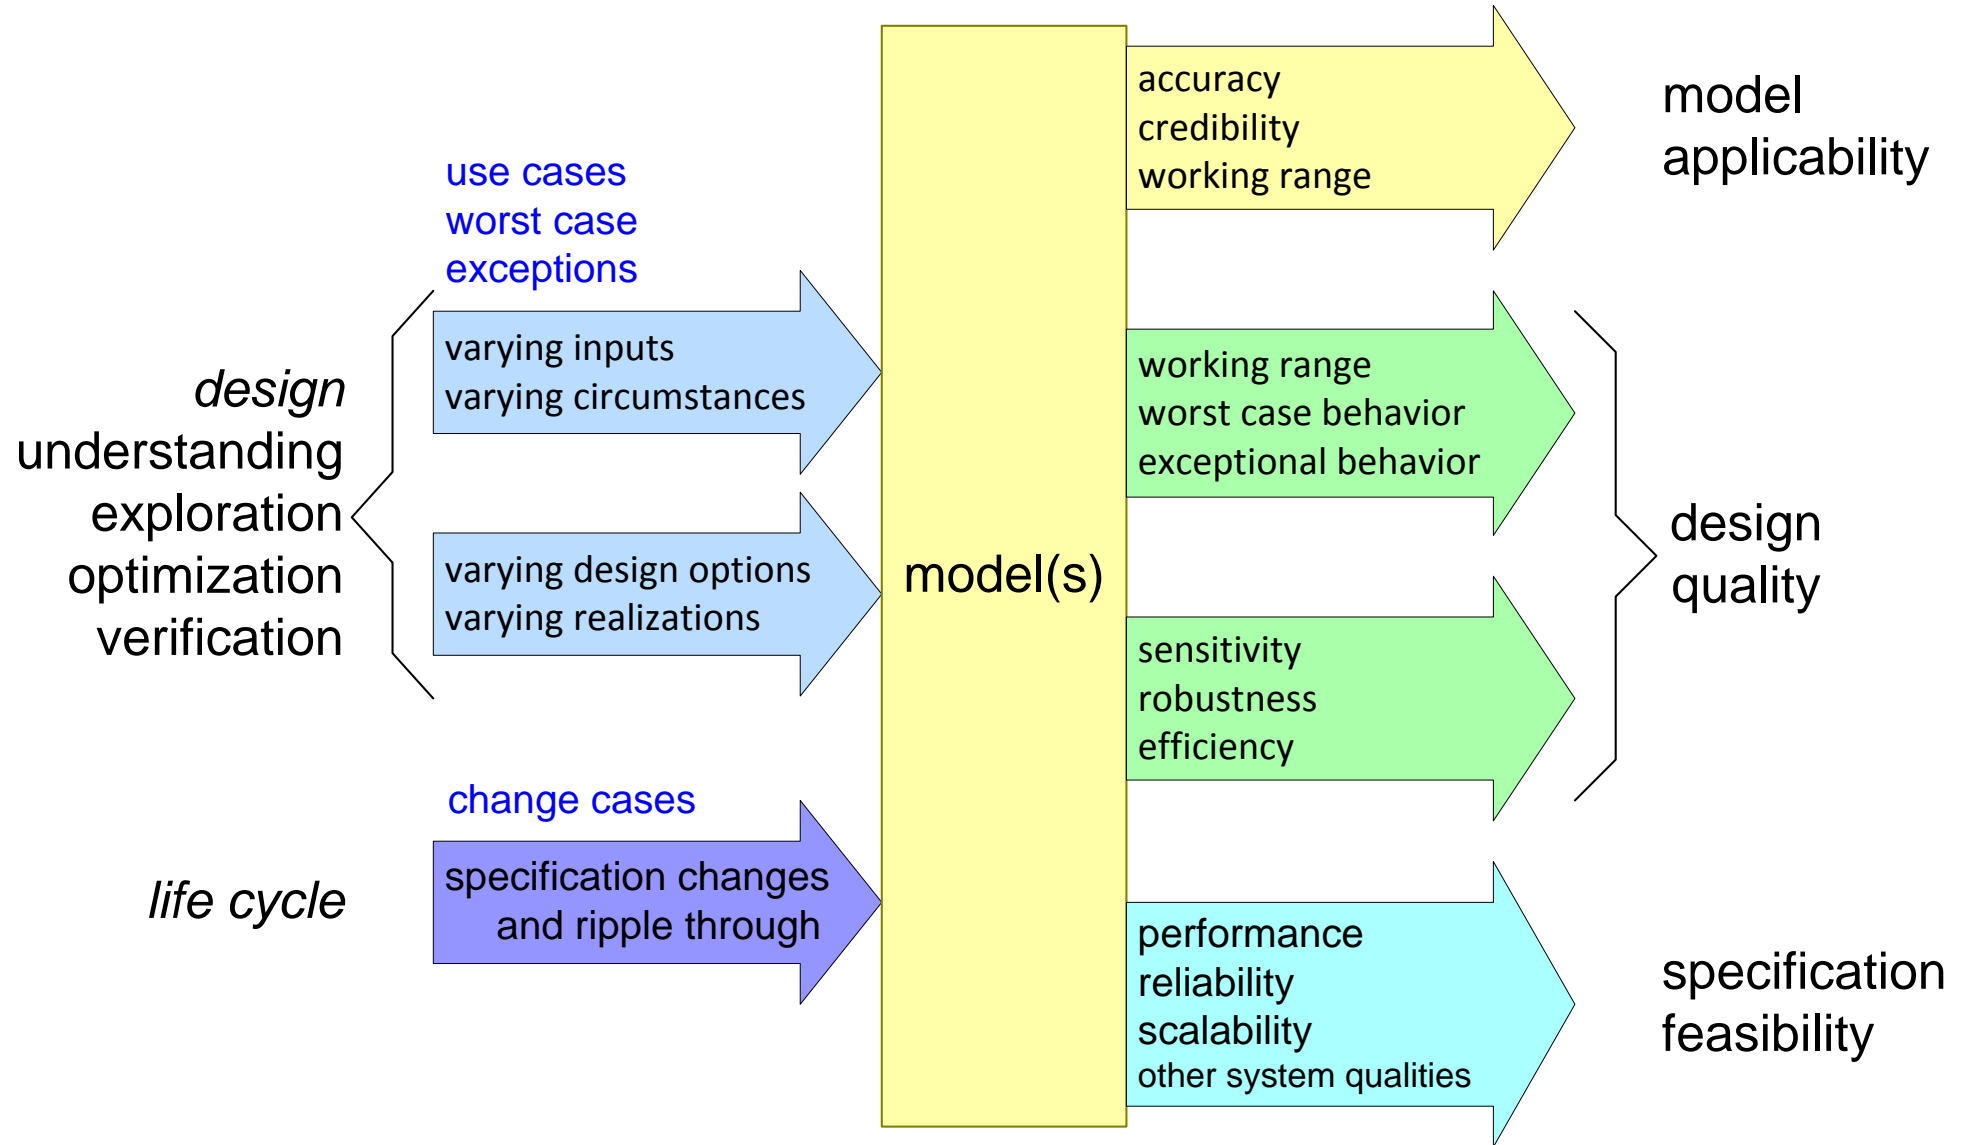 use cases
worst case
exceptions
design
understanding
exploration
optimization
verification
varying inputs
varying circumstances
varying design options
varying realizations
life cycle
change cases
specification changes
and ripple through
model(s)
accuracy
credibility
working range
model
applicability
working range
worst case behavior
exceptional behavior
sensitivity
robustness
efficiency
design
quality
performance
reliability
scalability
other system qualities
specification
feasibility